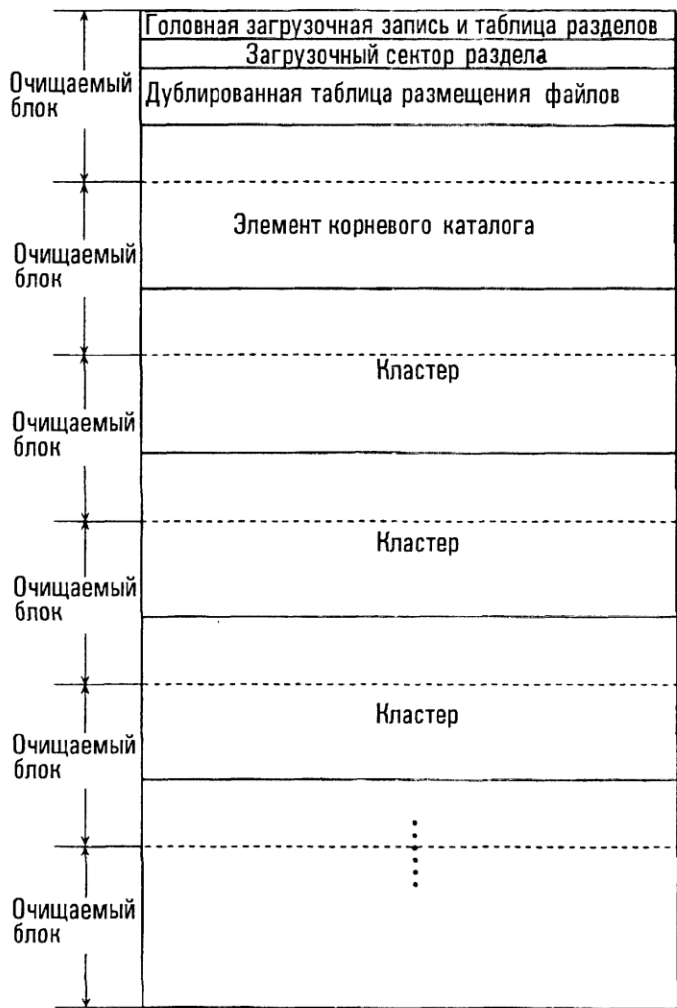 Головная загрузочная запись и таблица разделов
Загрузочный сектор раздела
Очищаемый
блок
Дублированная таблица размещения файлов
Элемент корневого каталога
Очищаемый
блок
Кластер
Очищаемый
блок
Кластер
Очищаемый
блок
Кластер
Очищаемый
блок
Очищаемый
блок